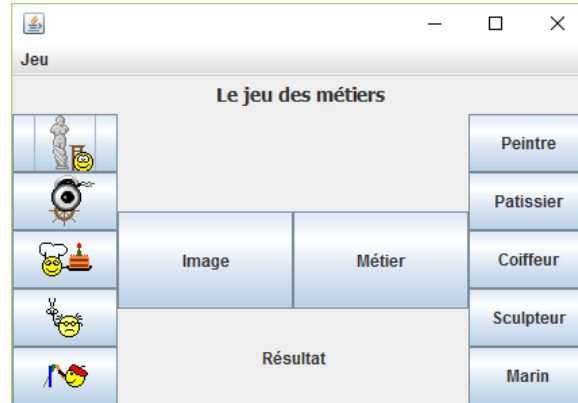 Jeu
Le jeu des métiers
Peintre
Patissier
Image
Métier
Coiffeur
Sculpteur
Résultat
Marin